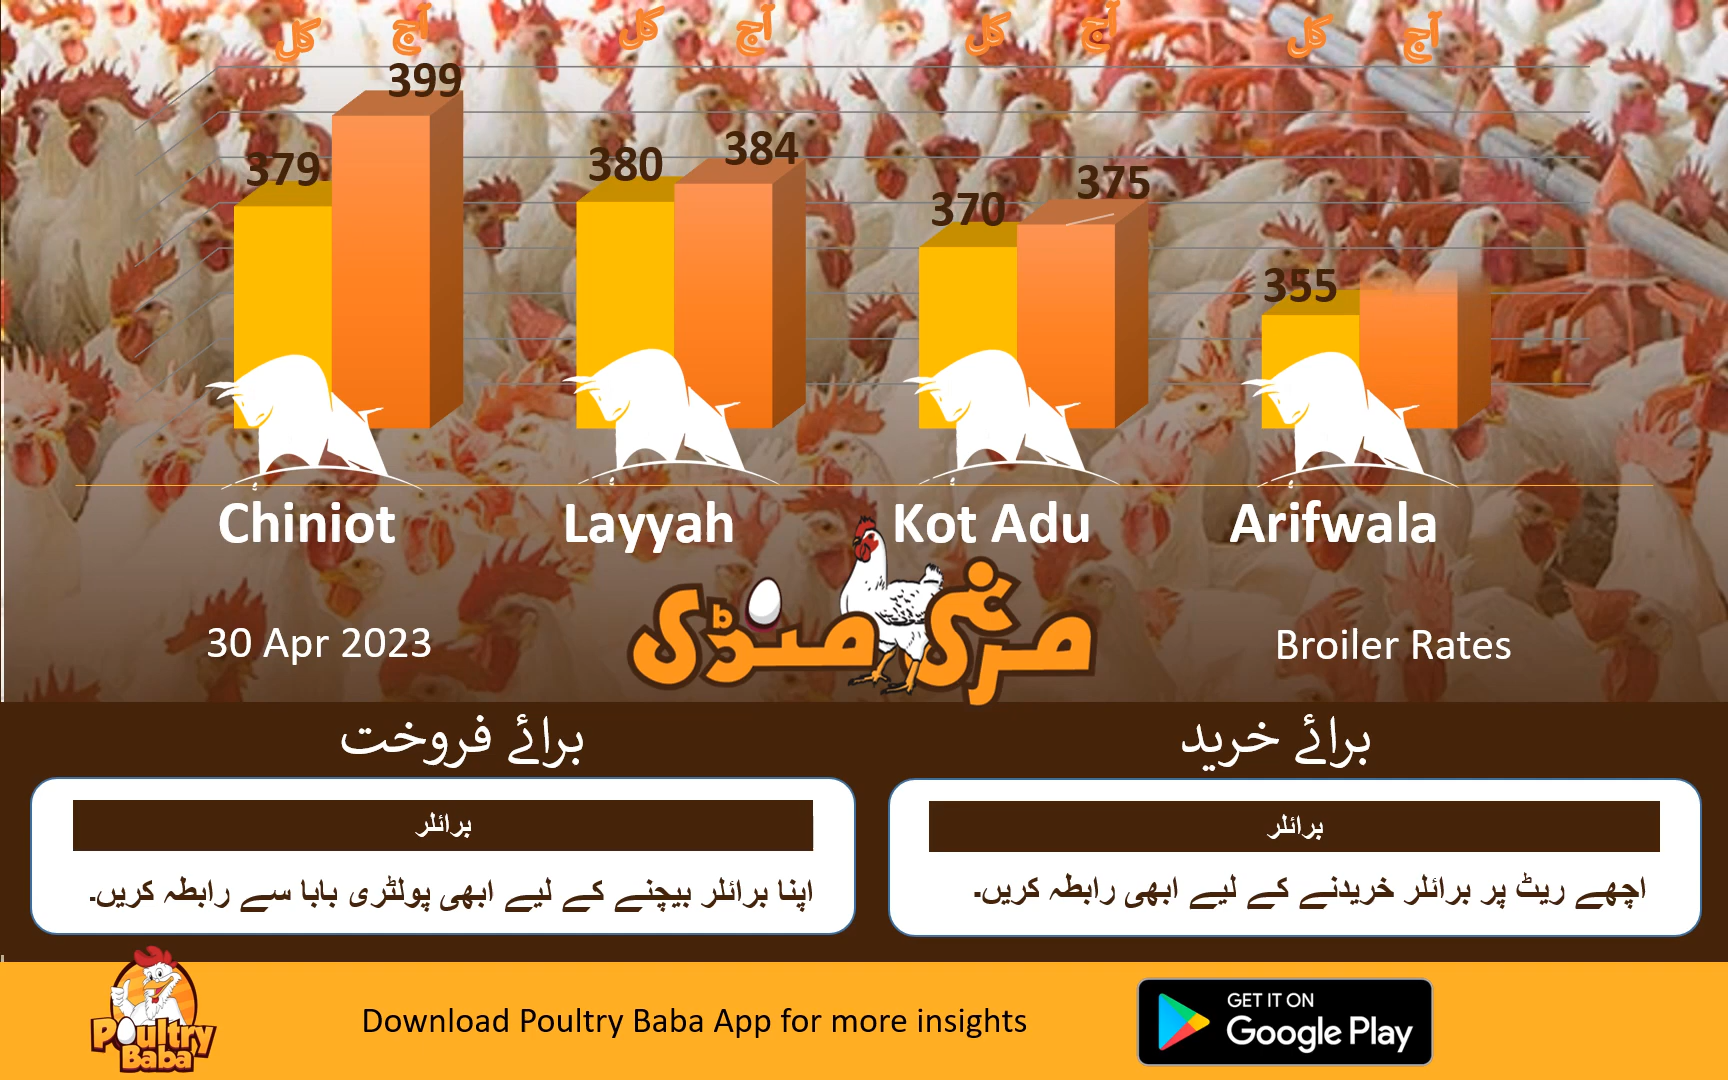 کل آج کل آج کل آج کل آج
379 399 380 384 370 375 355
Chiniot Layyah Kot Adu Arifwala
30 Apr 2023
مرغی منڈی
Broiler Rates
برائے خرید
برائلر
اچھے ریٹ پر برائلر خریدنے کے لیے ابھی رابطہ کریں۔
برائے فروخت
برائلر
اپنا برائلر بیچنے کے لیے ابھی پولٹری بابا سے رابطہ کریں۔
Poultry
Baba
Download Poultry Baba App for more insights
GET IT ON
Google Play